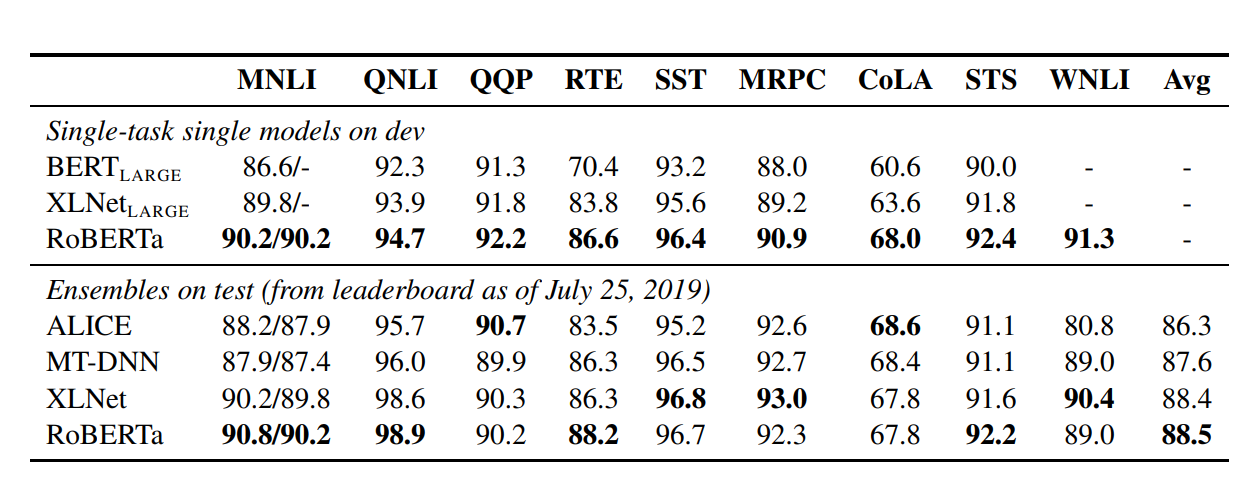 MNLI QNLI QQP RTE SST MRPC CoLA STS WNLI Avg
Single-task single models on dev
BERTLARGE 86.6/- 92.3 91.3 70.4 93.2 88.0 60.6 90.0 - -
XLNetLARGE 89.8/- 93.9 91.8 83.8 95.6 89.2 63.6 91.8 - -
RoBERTa 90.2/90.2 94.7 92.2 86.6 96.4 90.9 68.0 92.4 91.3 -
Ensembles on test (from leaderboard as of July 25, 2019)
ALICE 88.2/87.9 95.7 90.7 83.5 95.2 92.6 68.6 91.1 80.8 86.3
MT-DNN 87.9/87.4 96.0 89.9 86.3 96.5 92.7 68.4 91.1 89.0 87.6
XLNet 90.2/89.8 98.6 90.3 86.3 96.8 93.0 67.8 91.6 90.4 88.4
RoBERTa 90.8/90.2 98.9 90.2 88.2 96.7 92.3 67.8 92.2 89.0 88.5